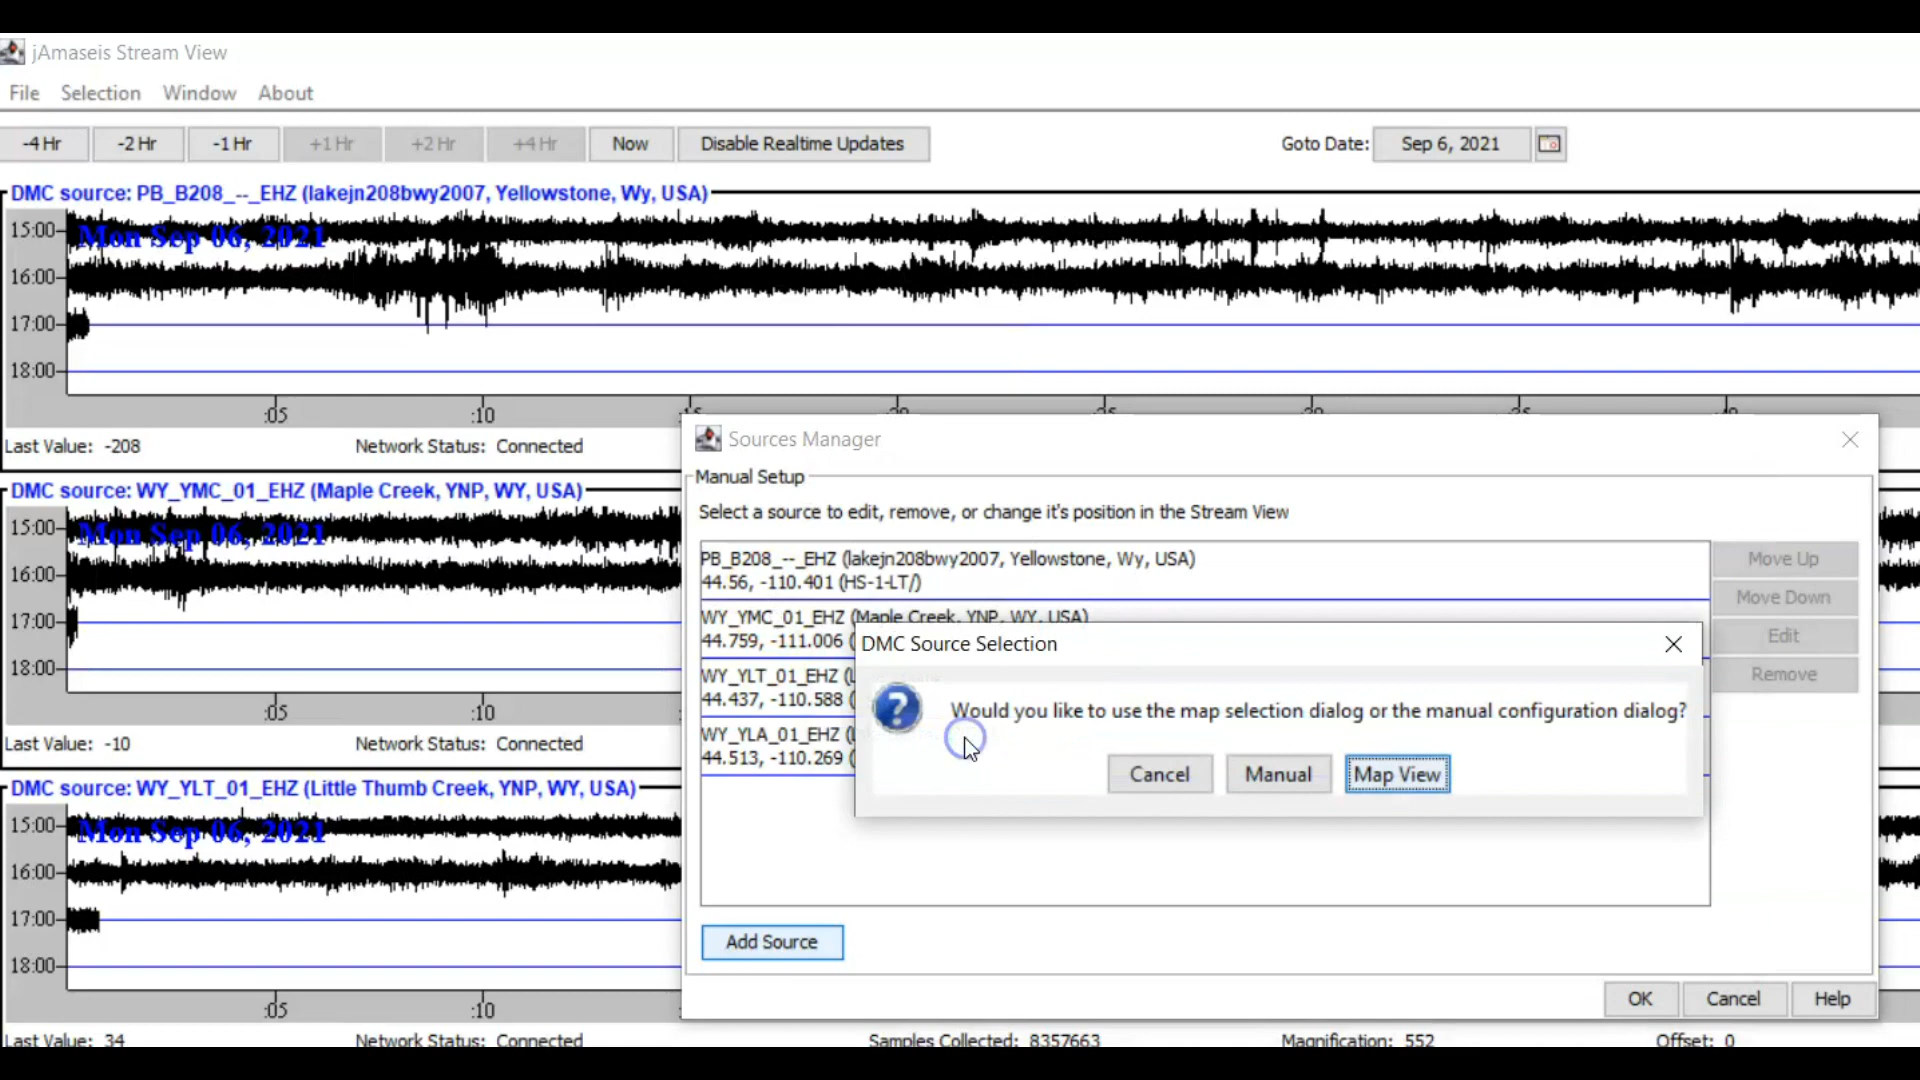 jAmaseis Stream View
File Selection Window About
-4 Hr -2 Hr -1 Hr +1 Hr +2 Hr +4 Hr Now Disable Realtime Updates Goto Date: Sep 6, 2021
DMC source: PB_B208_--_EHZ (lakejn208bwy2007, Yellowstone, Wy, USA)
15:00
Mon Sep 06, 2021
16:00
17:00
18:00
:05 :10
Last Value: -208 Network Status: Connected
DMC source: WY_YMC_01_EHZ (Maple Creek, YNP, WY, USA)
15:00
Mon Sep 06, 2021
16:00
17:00
18:00
:05 :10
Last Value: -10 Network Status: Connected
DMC source: WY_YLT_01_EHZ (Little Thumb Creek, YNP, WY, USA)
15:00
Mon Sep 06, 2021
16:00
17:00
18:00
:05 :10
Last Value: 34 Network Status: Connected Samples Collected: 8357663 Magnification: 552 Offset: 0
Sources Manager
Manual Setup
Select a source to edit, remove, or change it's position in the Stream View
PB_B208_--_EHZ (lakejn208bwy2007, Yellowstone, Wy, USA)
44.56, -110.401 (HS-1-LT/)
WY_YMC_01_EHZ (Maple Creek, YNP, WY, USA)
44.759, -111.006 (
WY_YLT_01_EHZ (L
44.437, -110.588 (
WY_YLA_01_EHZ (L
44.513, -110.269 (
Move Up
Move Down
Edit
Remove
DMC Source Selection
Would you like to use the map selection dialog or the manual configuration dialog?
Cancel Manual Map View
Add Source
OK Cancel Help